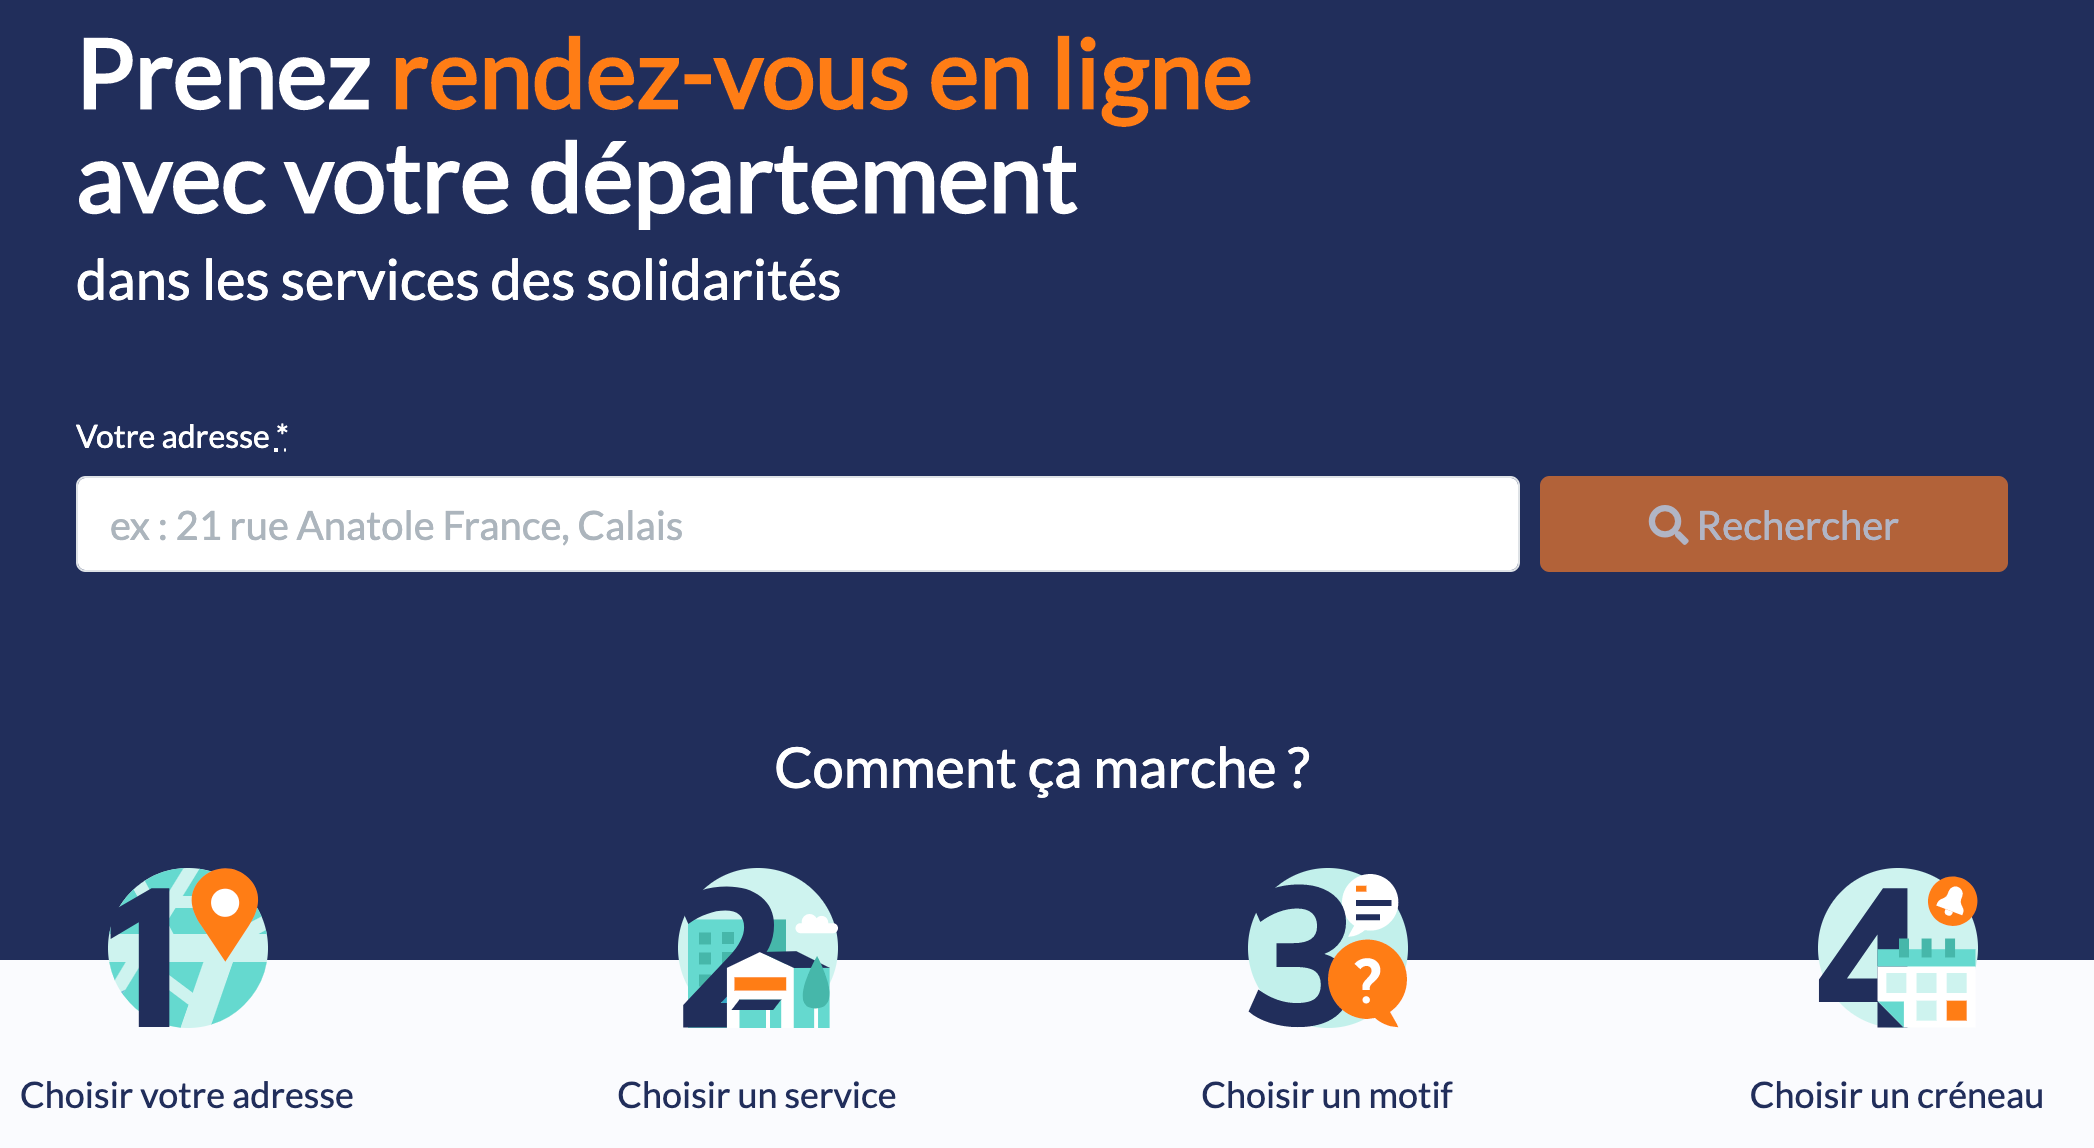 Prenez rendez-vous en ligne
avec votre département
dans les services des solidarités
Votre adresse *
ex : 21 rue Anatole France, Calais
Rechercher
Comment ça marche ?
1
2
3
?
4
Choisir votre adresse
Choisir un service
Choisir un motif
Choisir un créneau